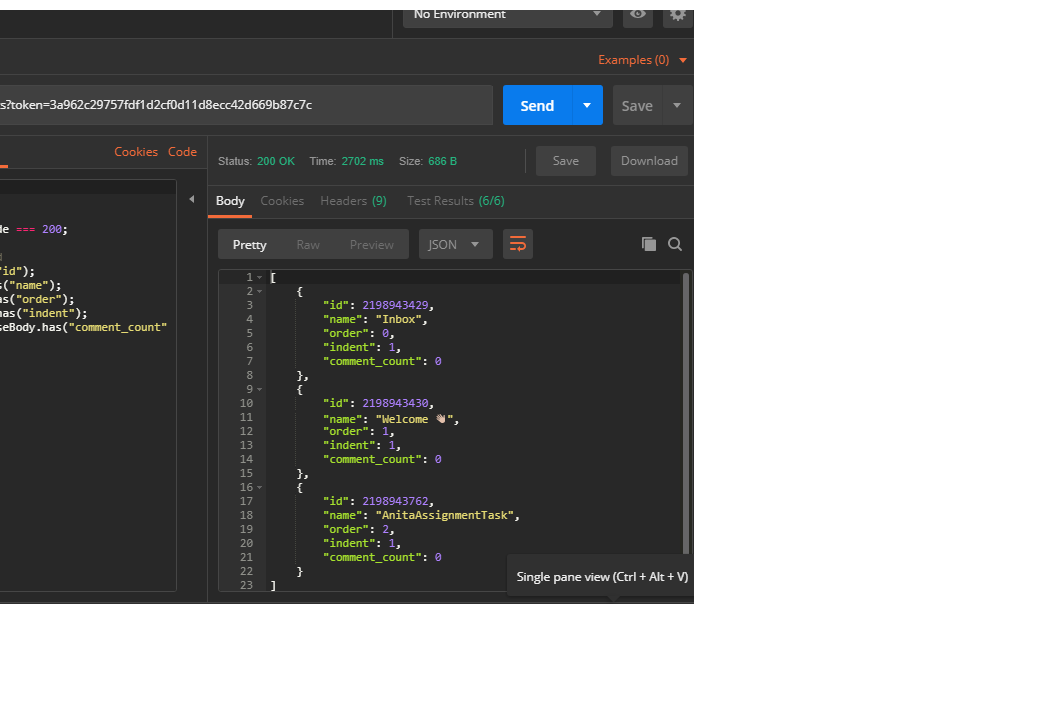 No Environment
Examples (0)
s?token=3a962c29757fdf1d2cf0d11d8ecc42d669b87c7c
Send
Save
Cookies Code
de === 200;
"id");
s("name");
as("order");
has("indent");
seBody.has("comment_count"
Status: 200 OK Time: 2702 ms Size: 686 B
Save
Download
Body Cookies Headers (9) Test Results (6/6)
Pretty Raw Preview JSON
1 [
2 {
3 "id": 2198943429,
4 "name": "Inbox",
5 "order": 0,
6 "indent": 1,
7 "comment_count": 0
8 },
9 {
10 "id": 2198943430,
11 "name": "Welcome 👋🏻",
12 "order": 1,
13 "indent": 1,
14 "comment_count": 0
15 },
16 {
17 "id": 2198943762,
18 "name": "AnitaAssignmentTask",
19 "order": 2,
20 "indent": 1,
21 "comment_count": 0
22 }
23 ]
Single pane view (Ctrl + Alt + V)